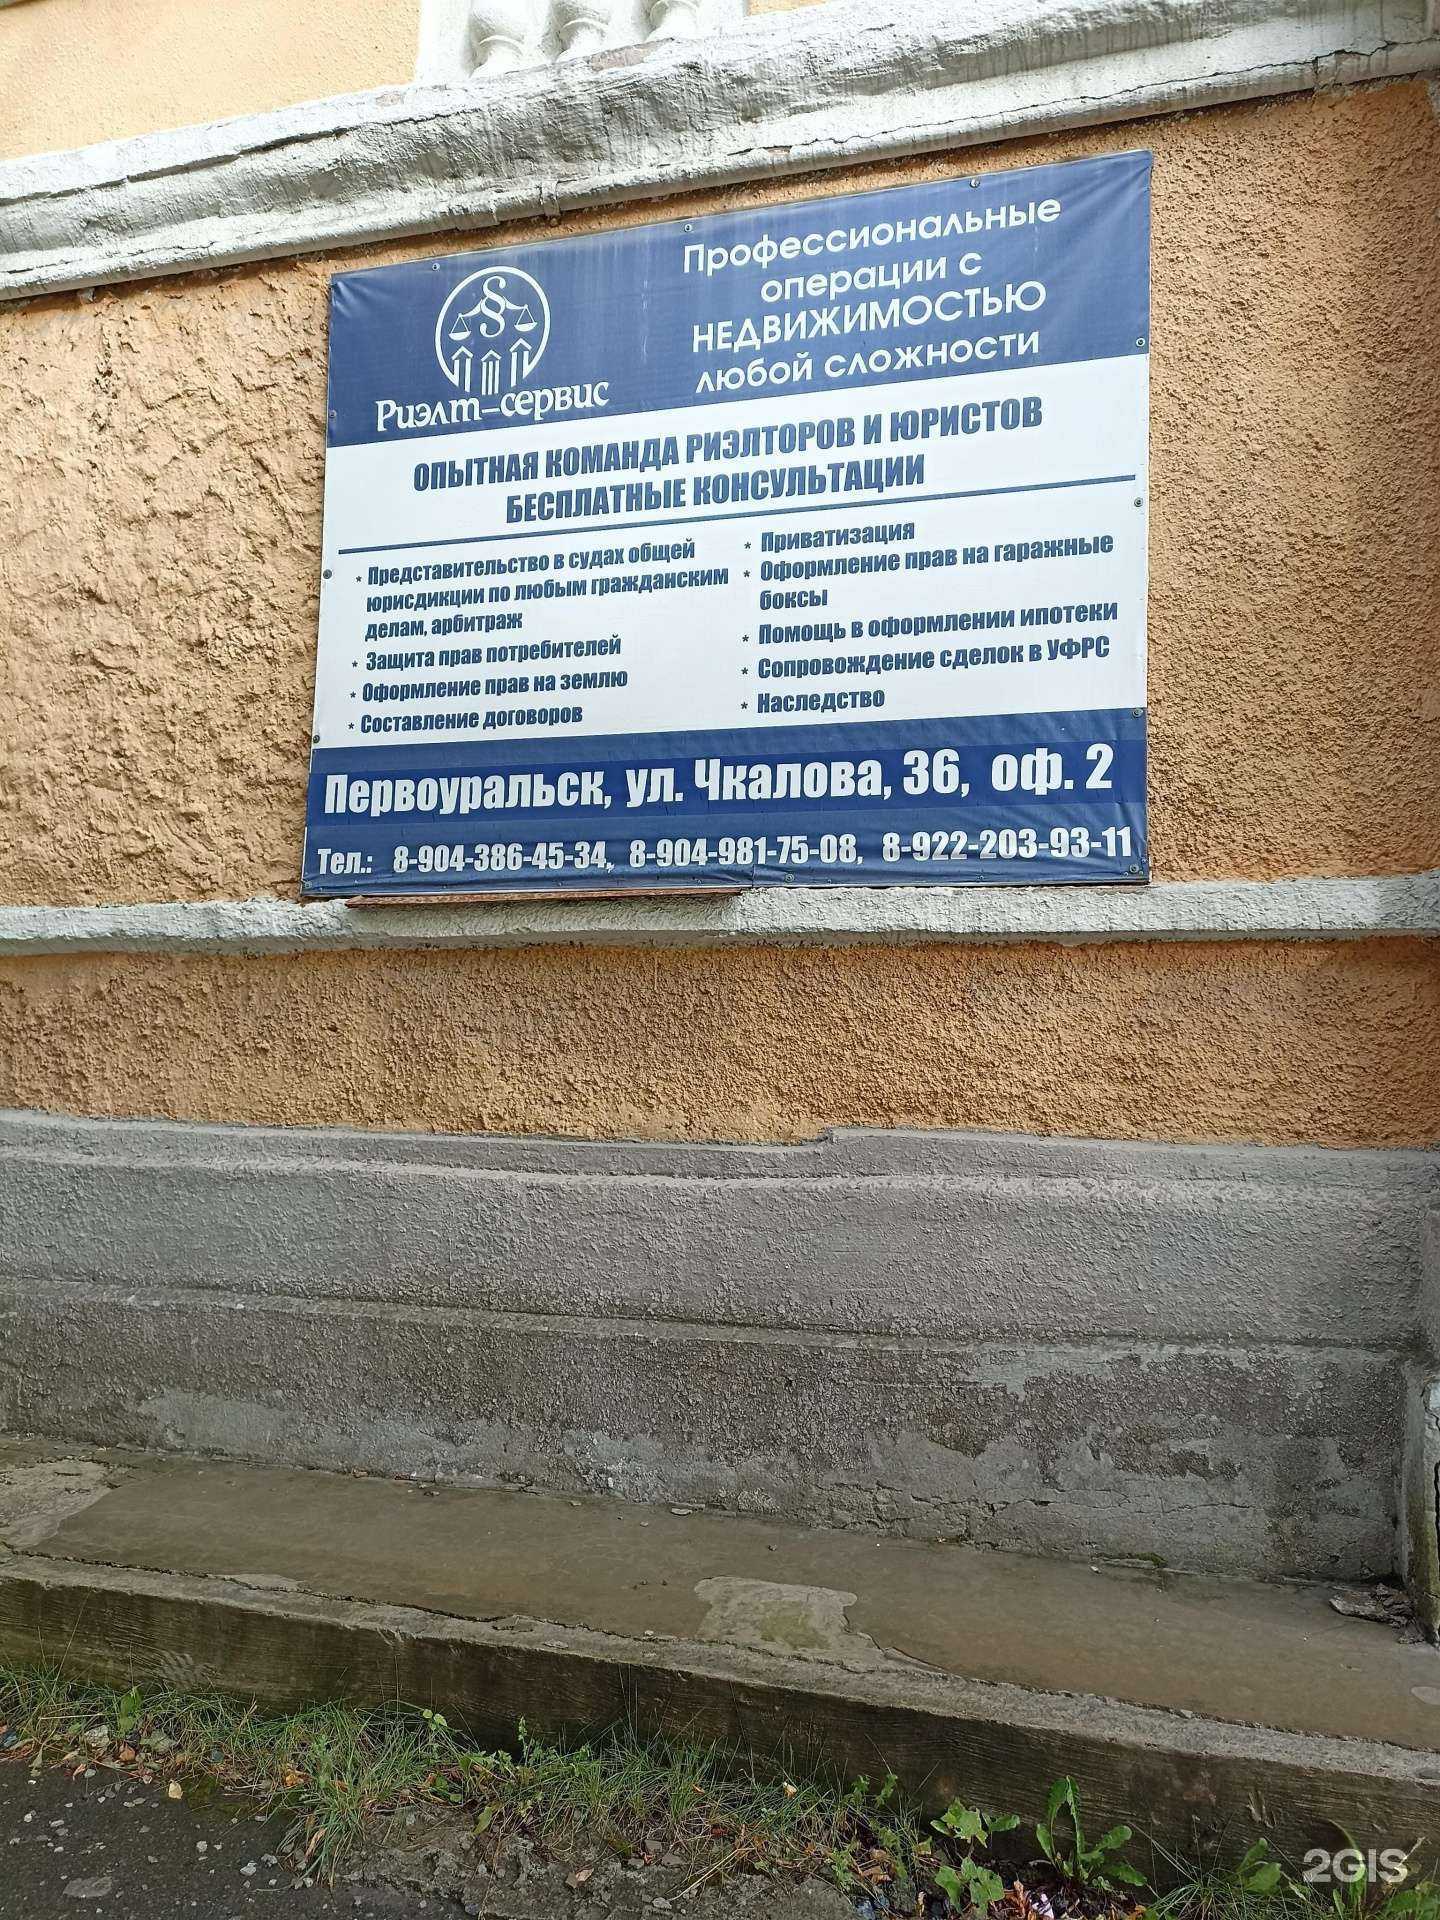 Риэлт-сервис
Профессиональные
операции с
НЕДВИЖИМОСТЬЮ
любой сложности
ОПЫТНАЯ КОМАНДА РИЭЛТОРОВ И ЮРИСТОВ
БЕСПЛАТНЫЕ КОНСУЛЬТАЦИИ
* Представительство в судах общей
юрисдикции по любым гражданским
делам, арбитраж
* Защита прав потребителей
* Оформление прав на землю
* Составление договоров
* Приватизация
* Оформление прав на гаражные
боксы
* Помощь в оформлении ипотеки
* Сопровождение сделок в УФРС
* Наследство
Первоуральск, ул. Чкалова, 36, оф. 2
Тел.: 8-904-386-45-34, 8-904-981-75-08, 8-922-203-93-11
2GIS